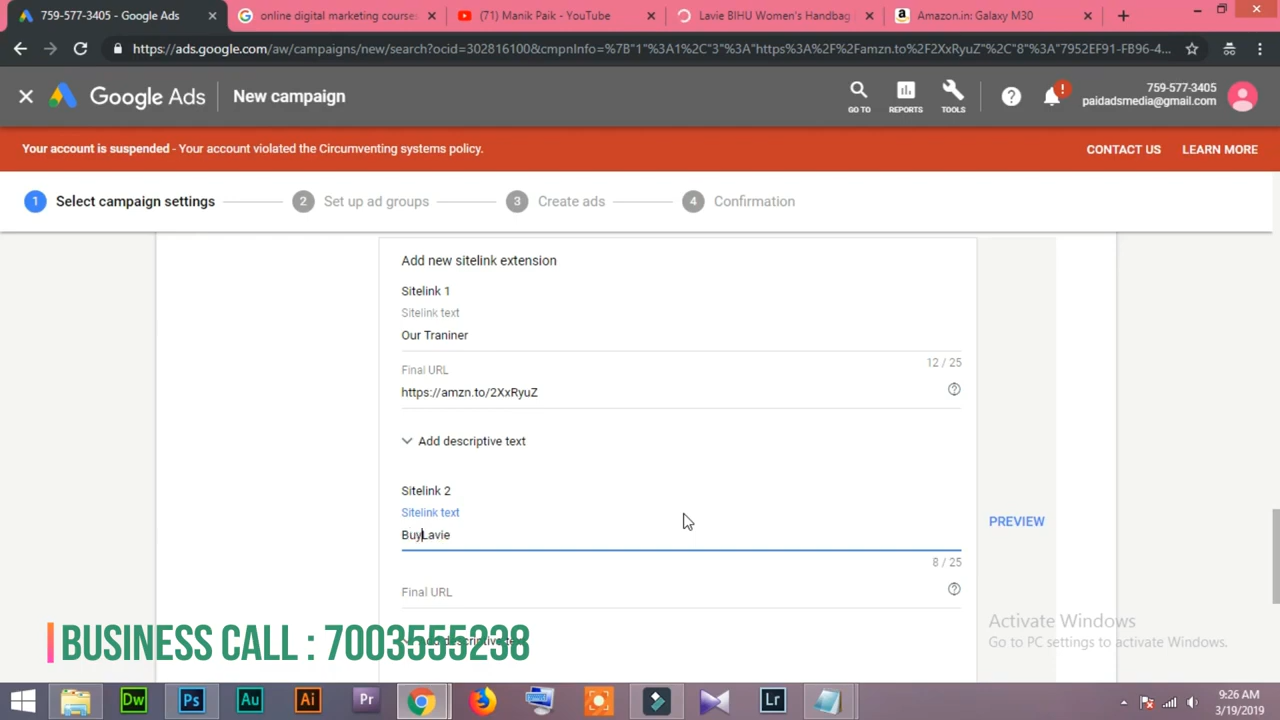 759-577-3405 - Google Ads
online digital marketing course
(71) Manik Paik - YouTube
Lavie BIHU Women's Handbag
Amazon.in: Galaxy M30
https://ads.google.com/aw/campaigns/new/search?ocid=302816100&cmpnInfo=%7B"1"%3A1%2C"3"%3A"https%3A%2F%2Famzn.to%2F2XxRyuZ"%2C"8"%3A"7952EF91-FB96-4...
Google Ads
New campaign
GO TO
REPORTS
TOOLS
759-577-3405
paidadsmedia@gmail.com
Your account is suspended - Your account violated the Circumventing systems policy.
CONTACT US
LEARN MORE
1 Select campaign settings
2 Set up ad groups
3 Create ads
4 Confirmation
Add new sitelink extension
Sitelink 1
Sitelink text
Our Traniner
12 / 25
Final URL
https://amzn.to/2XxRyuZ
Add descriptive text
Sitelink 2
Sitelink text
BuyLavie
8 / 25
PREVIEW
Final URL
BUSINESS CALL : 7003555238
Activate Windows
Go to PC settings to activate Windows.
Dw
Ps
Au
Ai
Pr
Lr
9:26 AM
3/19/2019